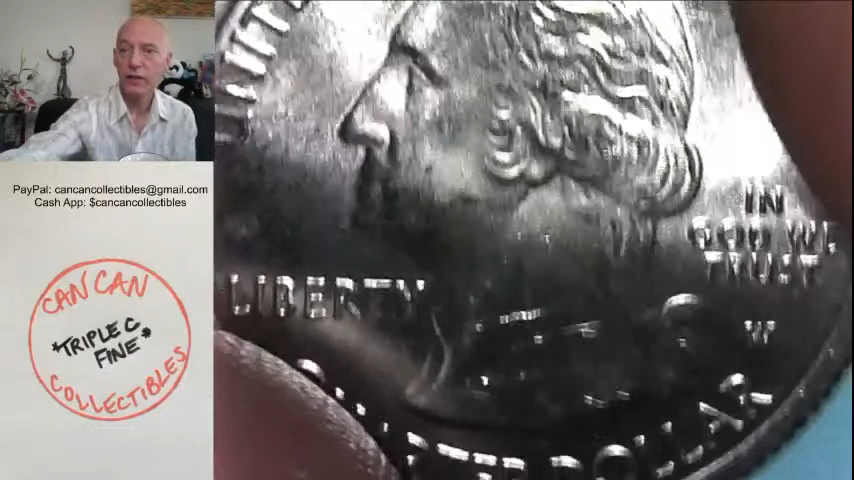 PayPal: cancancollectibles@gmail.com
Cash App: $cancancollectibles
CAN CAN
*TRIPLE C*
FINE
COLLECTIBLES
LIBERTY
IN
GOD WE
TRUST
W